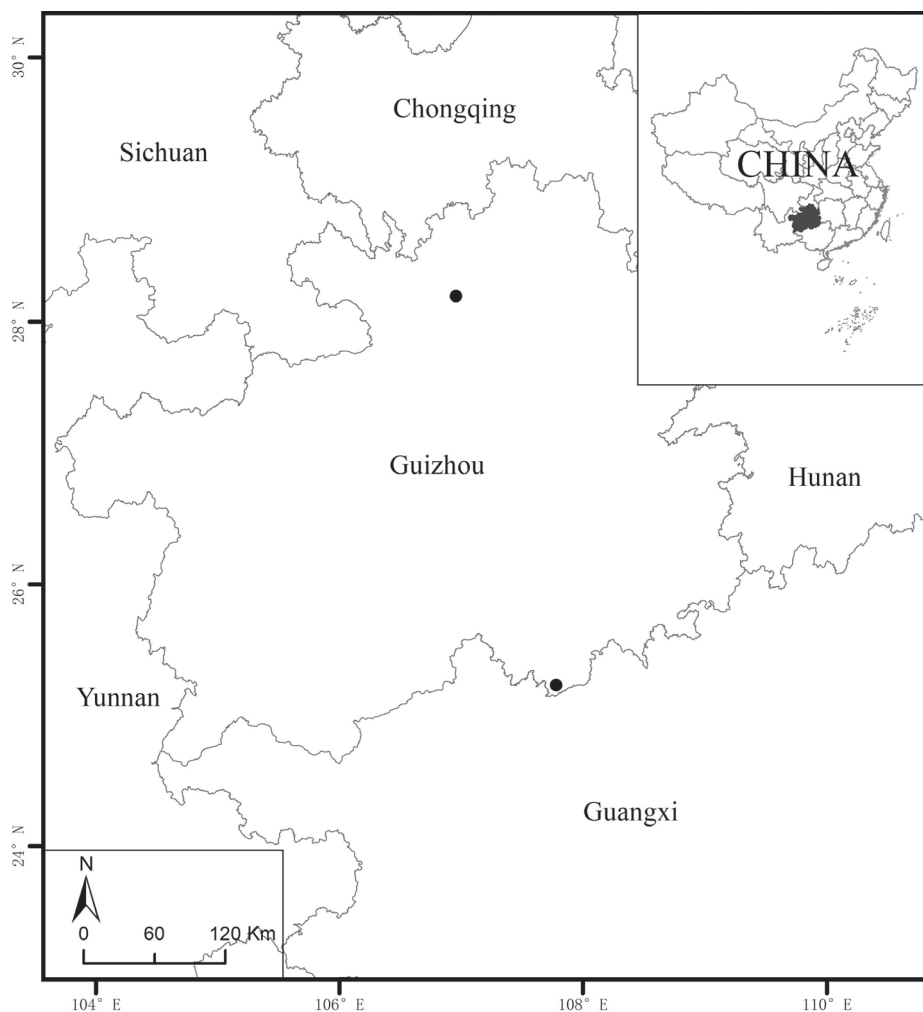 30° N
Chongqing
Sichuan
CHINA
28° N
Guizhou
Hunan
26° N
Yunnan
Guangxi
24° N
N
0 60 120 Km
104° E 106° E 108° E 110° E